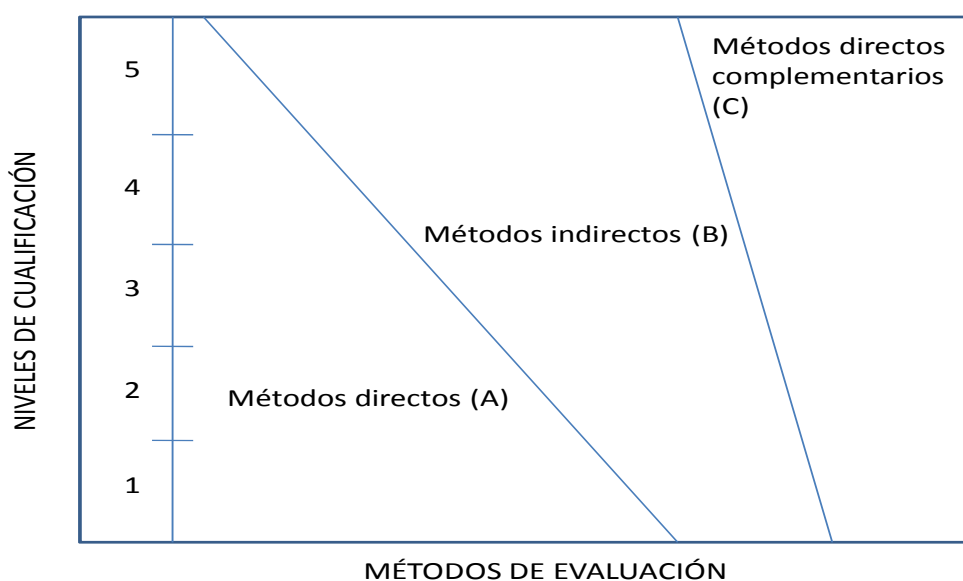 Métodos directos
complementarios
(C)
5
4
Métodos indirectos (B)
3
2
Métodos directos (A)
1
NIVELES DE CUALIFICACIÓN
MÉTODOS DE EVALUACIÓN